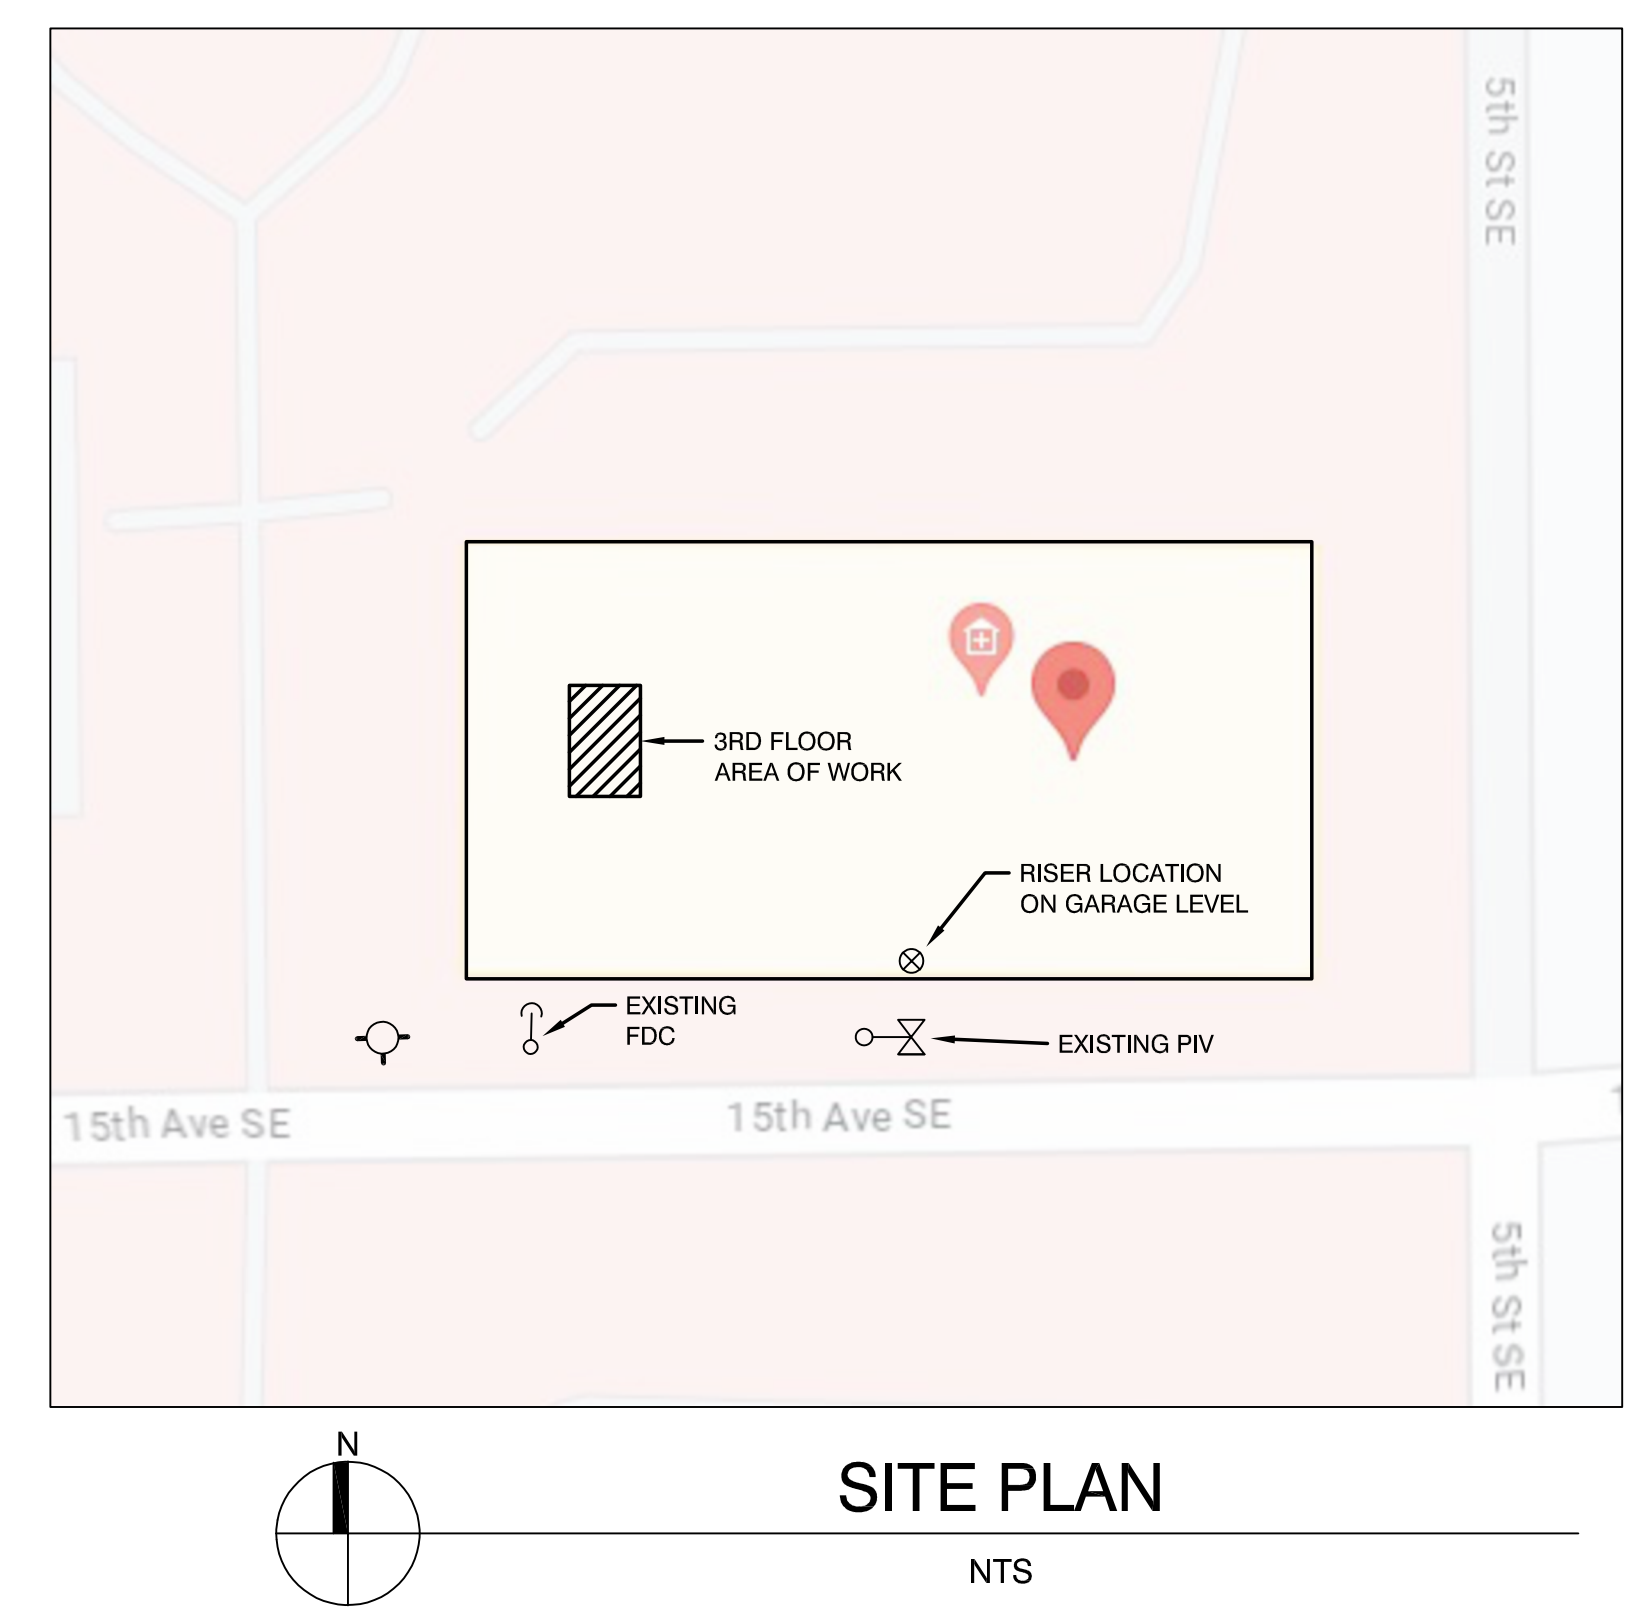 5th St SE
3RD FLOOR
AREA OF WORK
RISER LOCATION
ON GARAGE LEVEL
EXISTING
FDC
EXISTING PIV
15th Ave SE
15th Ave SE
5th St SE
N
SITE PLAN
NTS